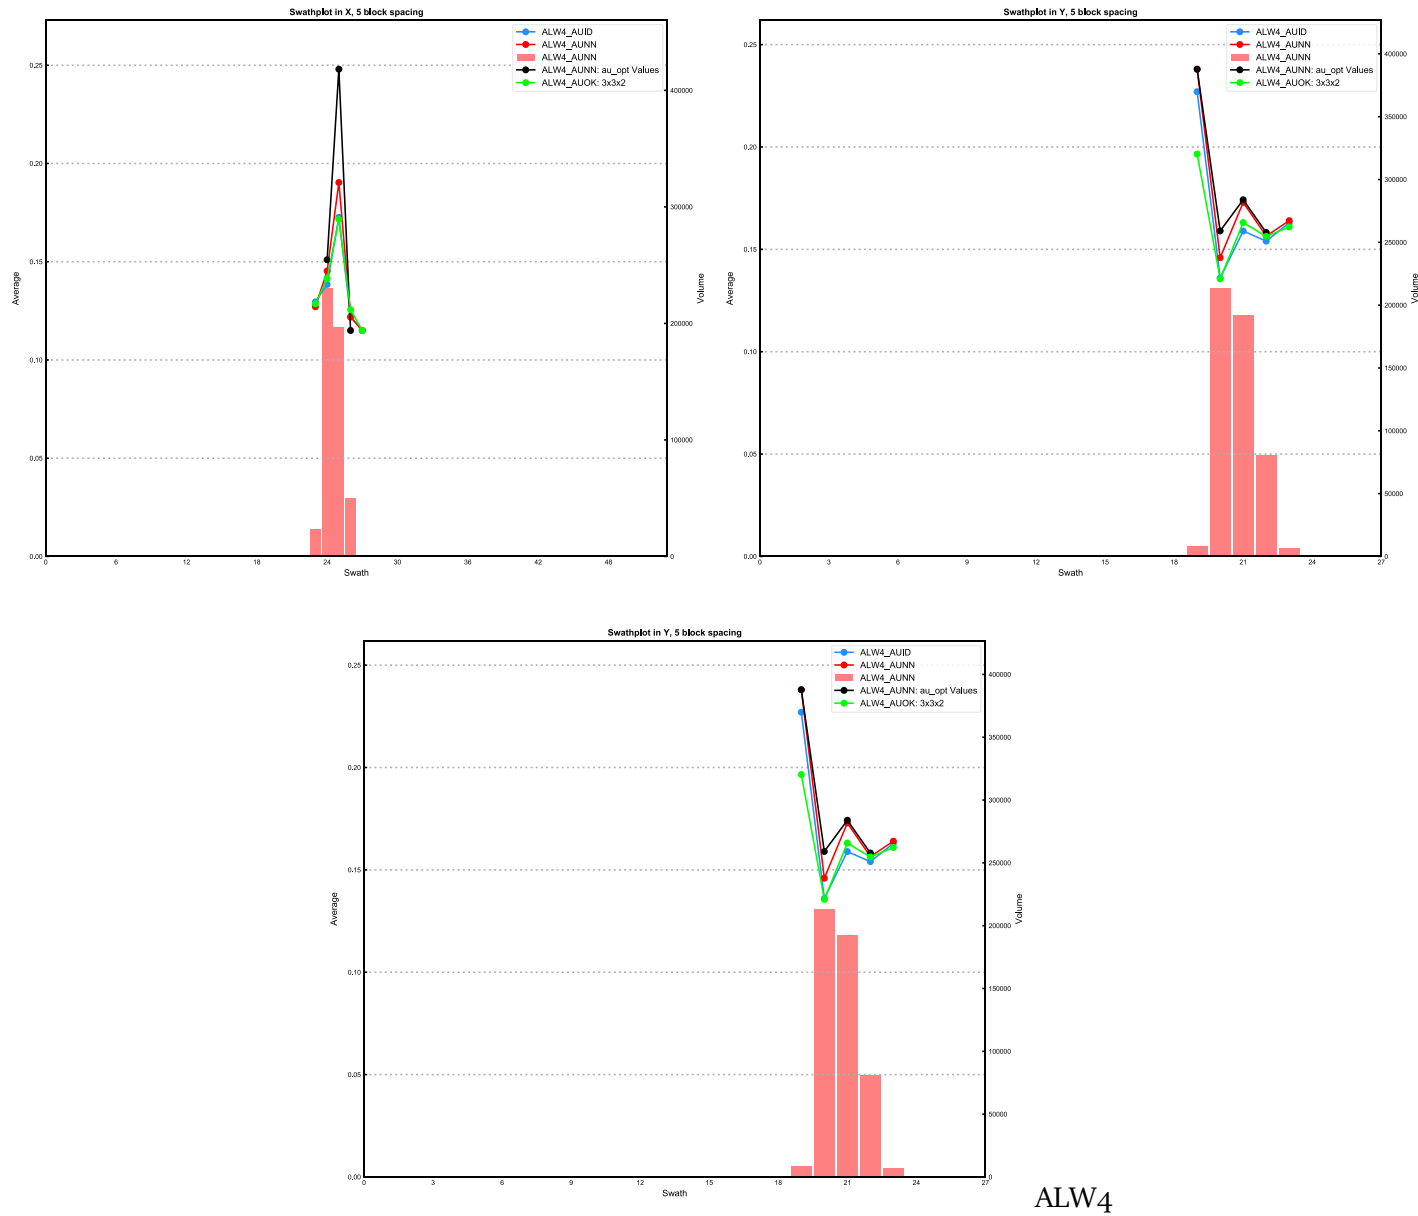 Swathplot in X, 5 block spacing
ALW4_AUID
ALW4_AUNN
ALW4_AUNN
ALW4_AUNN: au_opt Values
ALW4_AUOK: 3x3x2
0.25
0.20
0.15
0.10
0.05
0.00
Average
400000
300000
200000
100000
0
Volume
0 6 12 18 24 30 36 42 48
Swath
Swathplot in Y, 5 block spacing
ALW4_AUID
ALW4_AUNN
ALW4_AUNN
ALW4_AUNN: au_opt Values
ALW4_AUOK: 3x3x2
0.25
0.20
0.15
0.10
0.05
0.00
Average
400000
350000
300000
250000
200000
150000
100000
50000
0
Volume
0 3 6 9 12 15 18 21 24 27
Swath
Swathplot in Y, 5 block spacing
ALW4_AUID
ALW4_AUNN
ALW4_AUNN
ALW4_AUNN: au_opt Values
ALW4_AUOK: 3x3x2
0.25
0.20
0.15
0.10
0.05
0.00
Average
400000
350000
300000
250000
200000
150000
100000
50000
0
Volume
0 3 6 9 12 15 18 21 24 27
Swath
ALW4